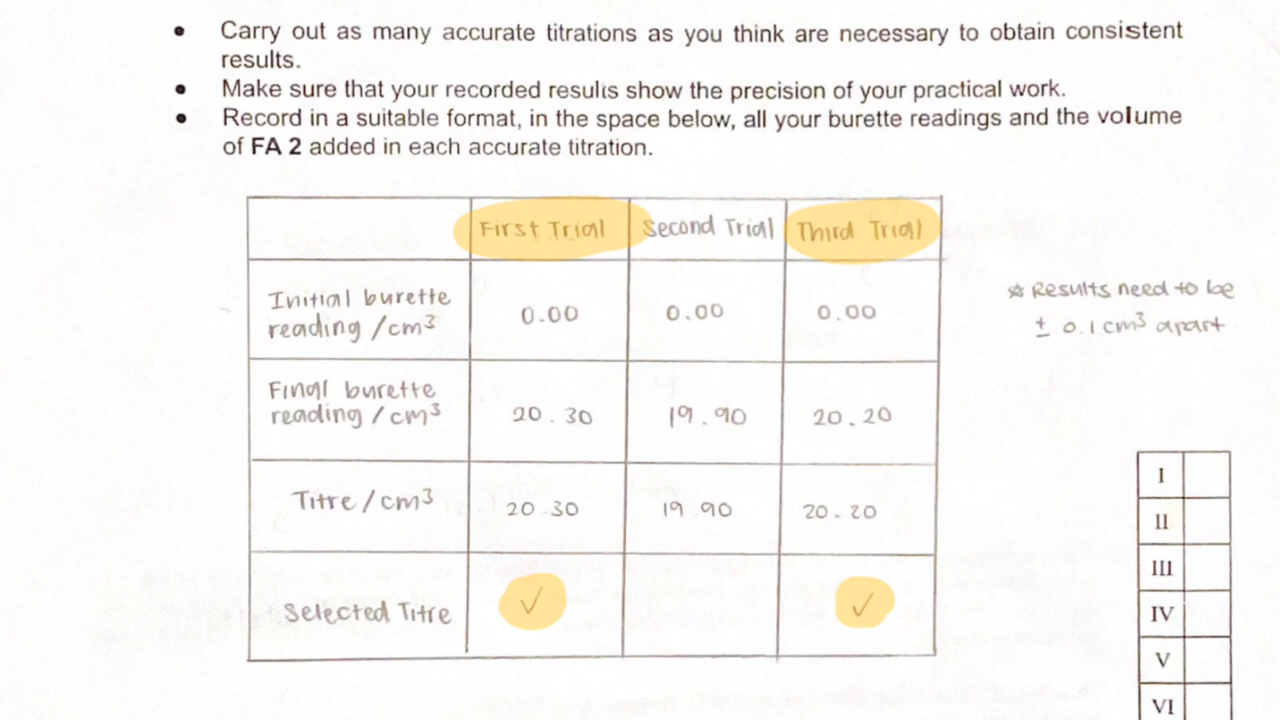 • Carry out as many accurate titrations as you think are necessary to obtain consistent
results.
• Make sure that your recorded results show the precision of your practical work.
• Record in a suitable format, in the space below, all your burette readings and the volume
of FA 2 added in each accurate titration.
First Trial Second Trial Third Trial
Initial burette
reading /cm³ 0.00 0.00 0.00
* Results need to be
± 0.1 cm³ apart
Final burette
reading /cm³ 20.30 19.90 20.20
Titre /cm³ 20.30 19.90 20.20
Selected Titre ✓ ✓
I
II
III
IV
V
VI